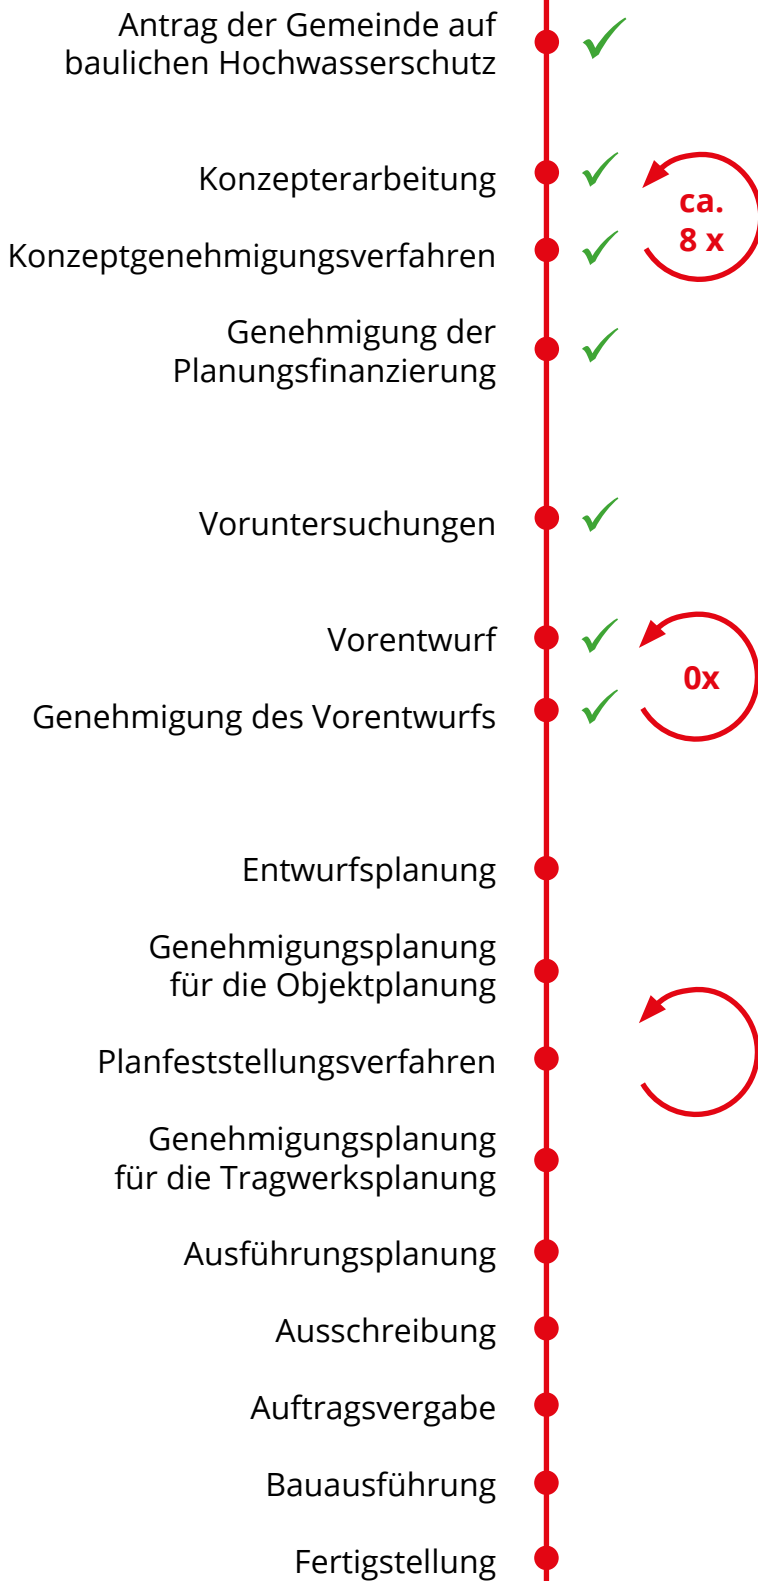 Antrag der Gemeinde auf
baulichen Hochwasserschutz
Konzepterarbeitung
ca.
8 x
Konzeptgenehmigungsverfahren
Genehmigung der
Planungsfinanzierung
Voruntersuchungen
Vorentwurf
0x
Genehmigung des Vorentwurfs
Entwurfsplanung
Genehmigungsplanung
für die Objektplanung
Planfeststellungsverfahren
Genehmigungsplanung
für die Tragwerksplanung
Ausführungsplanung
Ausschreibung
Auftragsvergabe
Bauausführung
Fertigstellung